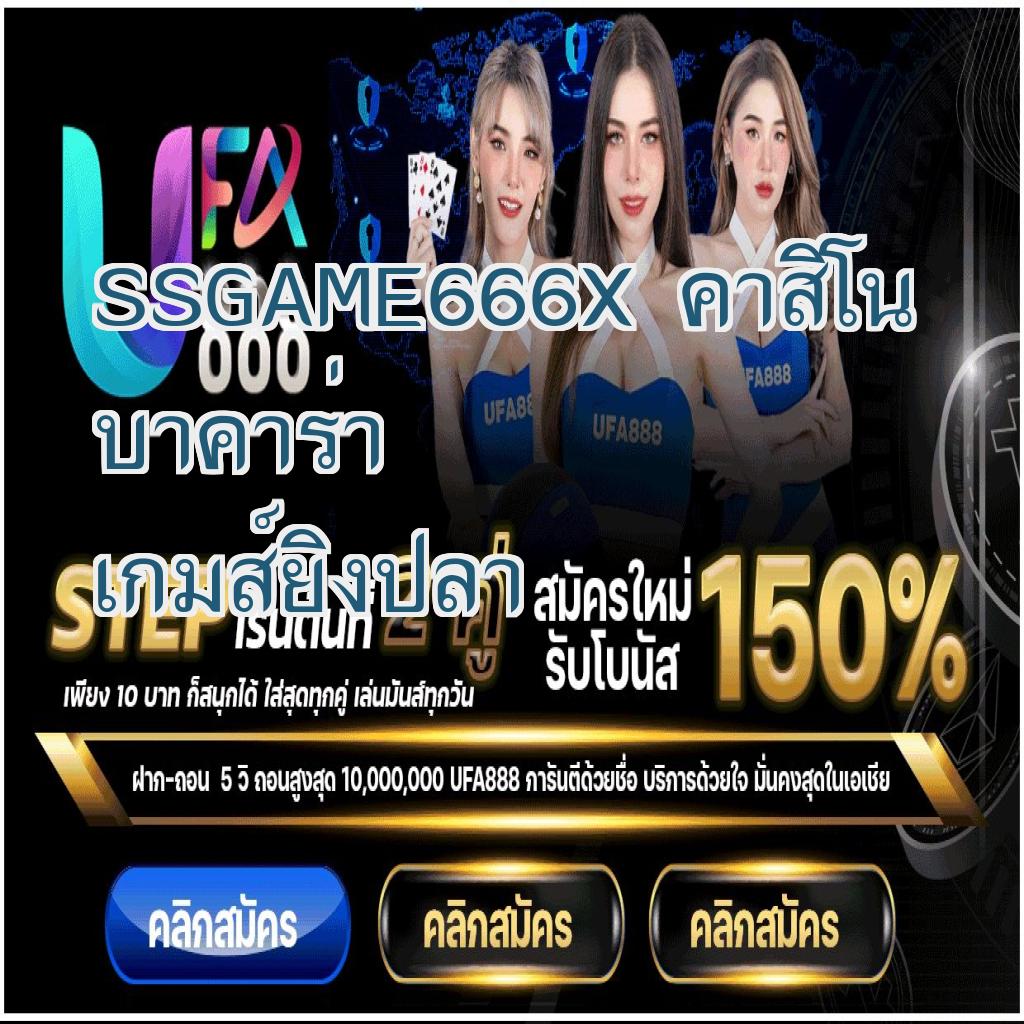 UFA
SSGAME666X คาสิโน
บาคาร่า
UFA888
UFA888
UFA888
เกมส์ยิงปลา
STEP
2 คู่
สมัครใหม่
รับโบนัส
150%
เพียง 10 บาท ก็สนุกได้ ใส่สุดทุกคู่ เล่นมันส์ทุกวัน
ฝาก-ถอน 5 วิ ถอนสูงสุด 10,000,000 UFA888 การันตีด้วยชื่อ บริการด้วยใจ มั่นคงสุดในเอเชีย
คลิกสมัคร
คลิกสมัคร
คลิกสมัคร